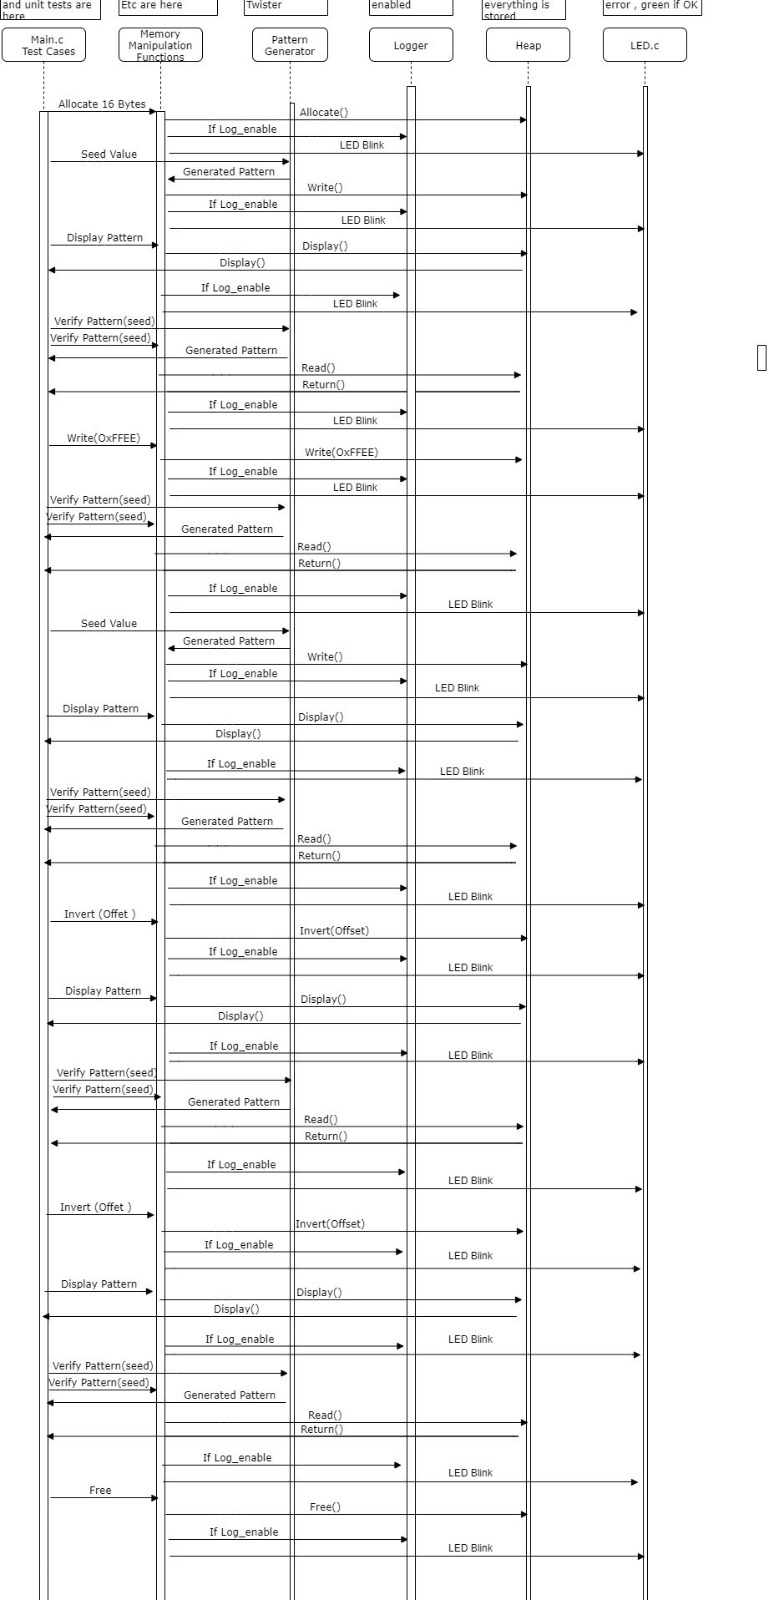 and unit tests are
here
Etc are here
Twister
enabled
everything is
stored
error , green if OK
Main.c
Test Cases
Memory
Manipulation
Functions
Pattern
Generator
Logger
Heap
LED.c
Allocate 16 Bytes
Allocate()
If Log_enable
LED Blink
Seed Value
Generated Pattern
Write()
If Log_enable
LED Blink
Display Pattern
Display()
Display()
If Log_enable
LED Blink
Verify Pattern(seed)
Verify Pattern(seed)
Generated Pattern
Read()
Return()
If Log_enable
LED Blink
Write(OxFFEE)
Write(OxFFEE)
If Log_enable
LED Blink
Verify Pattern(seed)
Verify Pattern(seed)
Generated Pattern
Read()
Return()
If Log_enable
LED Blink
Seed Value
Generated Pattern
Write()
If Log_enable
LED Blink
Display Pattern
Display()
Display()
If Log_enable
LED Blink
Verify Pattern(seed)
Verify Pattern(seed)
Generated Pattern
Read()
Return()
If Log_enable
LED Blink
Invert (Offet )
Invert(Offset)
If Log_enable
LED Blink
Display Pattern
Display()
Display()
If Log_enable
LED Blink
Verify Pattern(seed)
Verify Pattern(seed)
Generated Pattern
Read()
Return()
If Log_enable
LED Blink
Invert (Offet )
Invert(Offset)
If Log_enable
LED Blink
Display Pattern
Display()
Display()
If Log_enable
LED Blink
Verify Pattern(seed)
Verify Pattern(seed)
Generated Pattern
Read()
Return()
If Log_enable
LED Blink
Free
Free()
If Log_enable
LED Blink